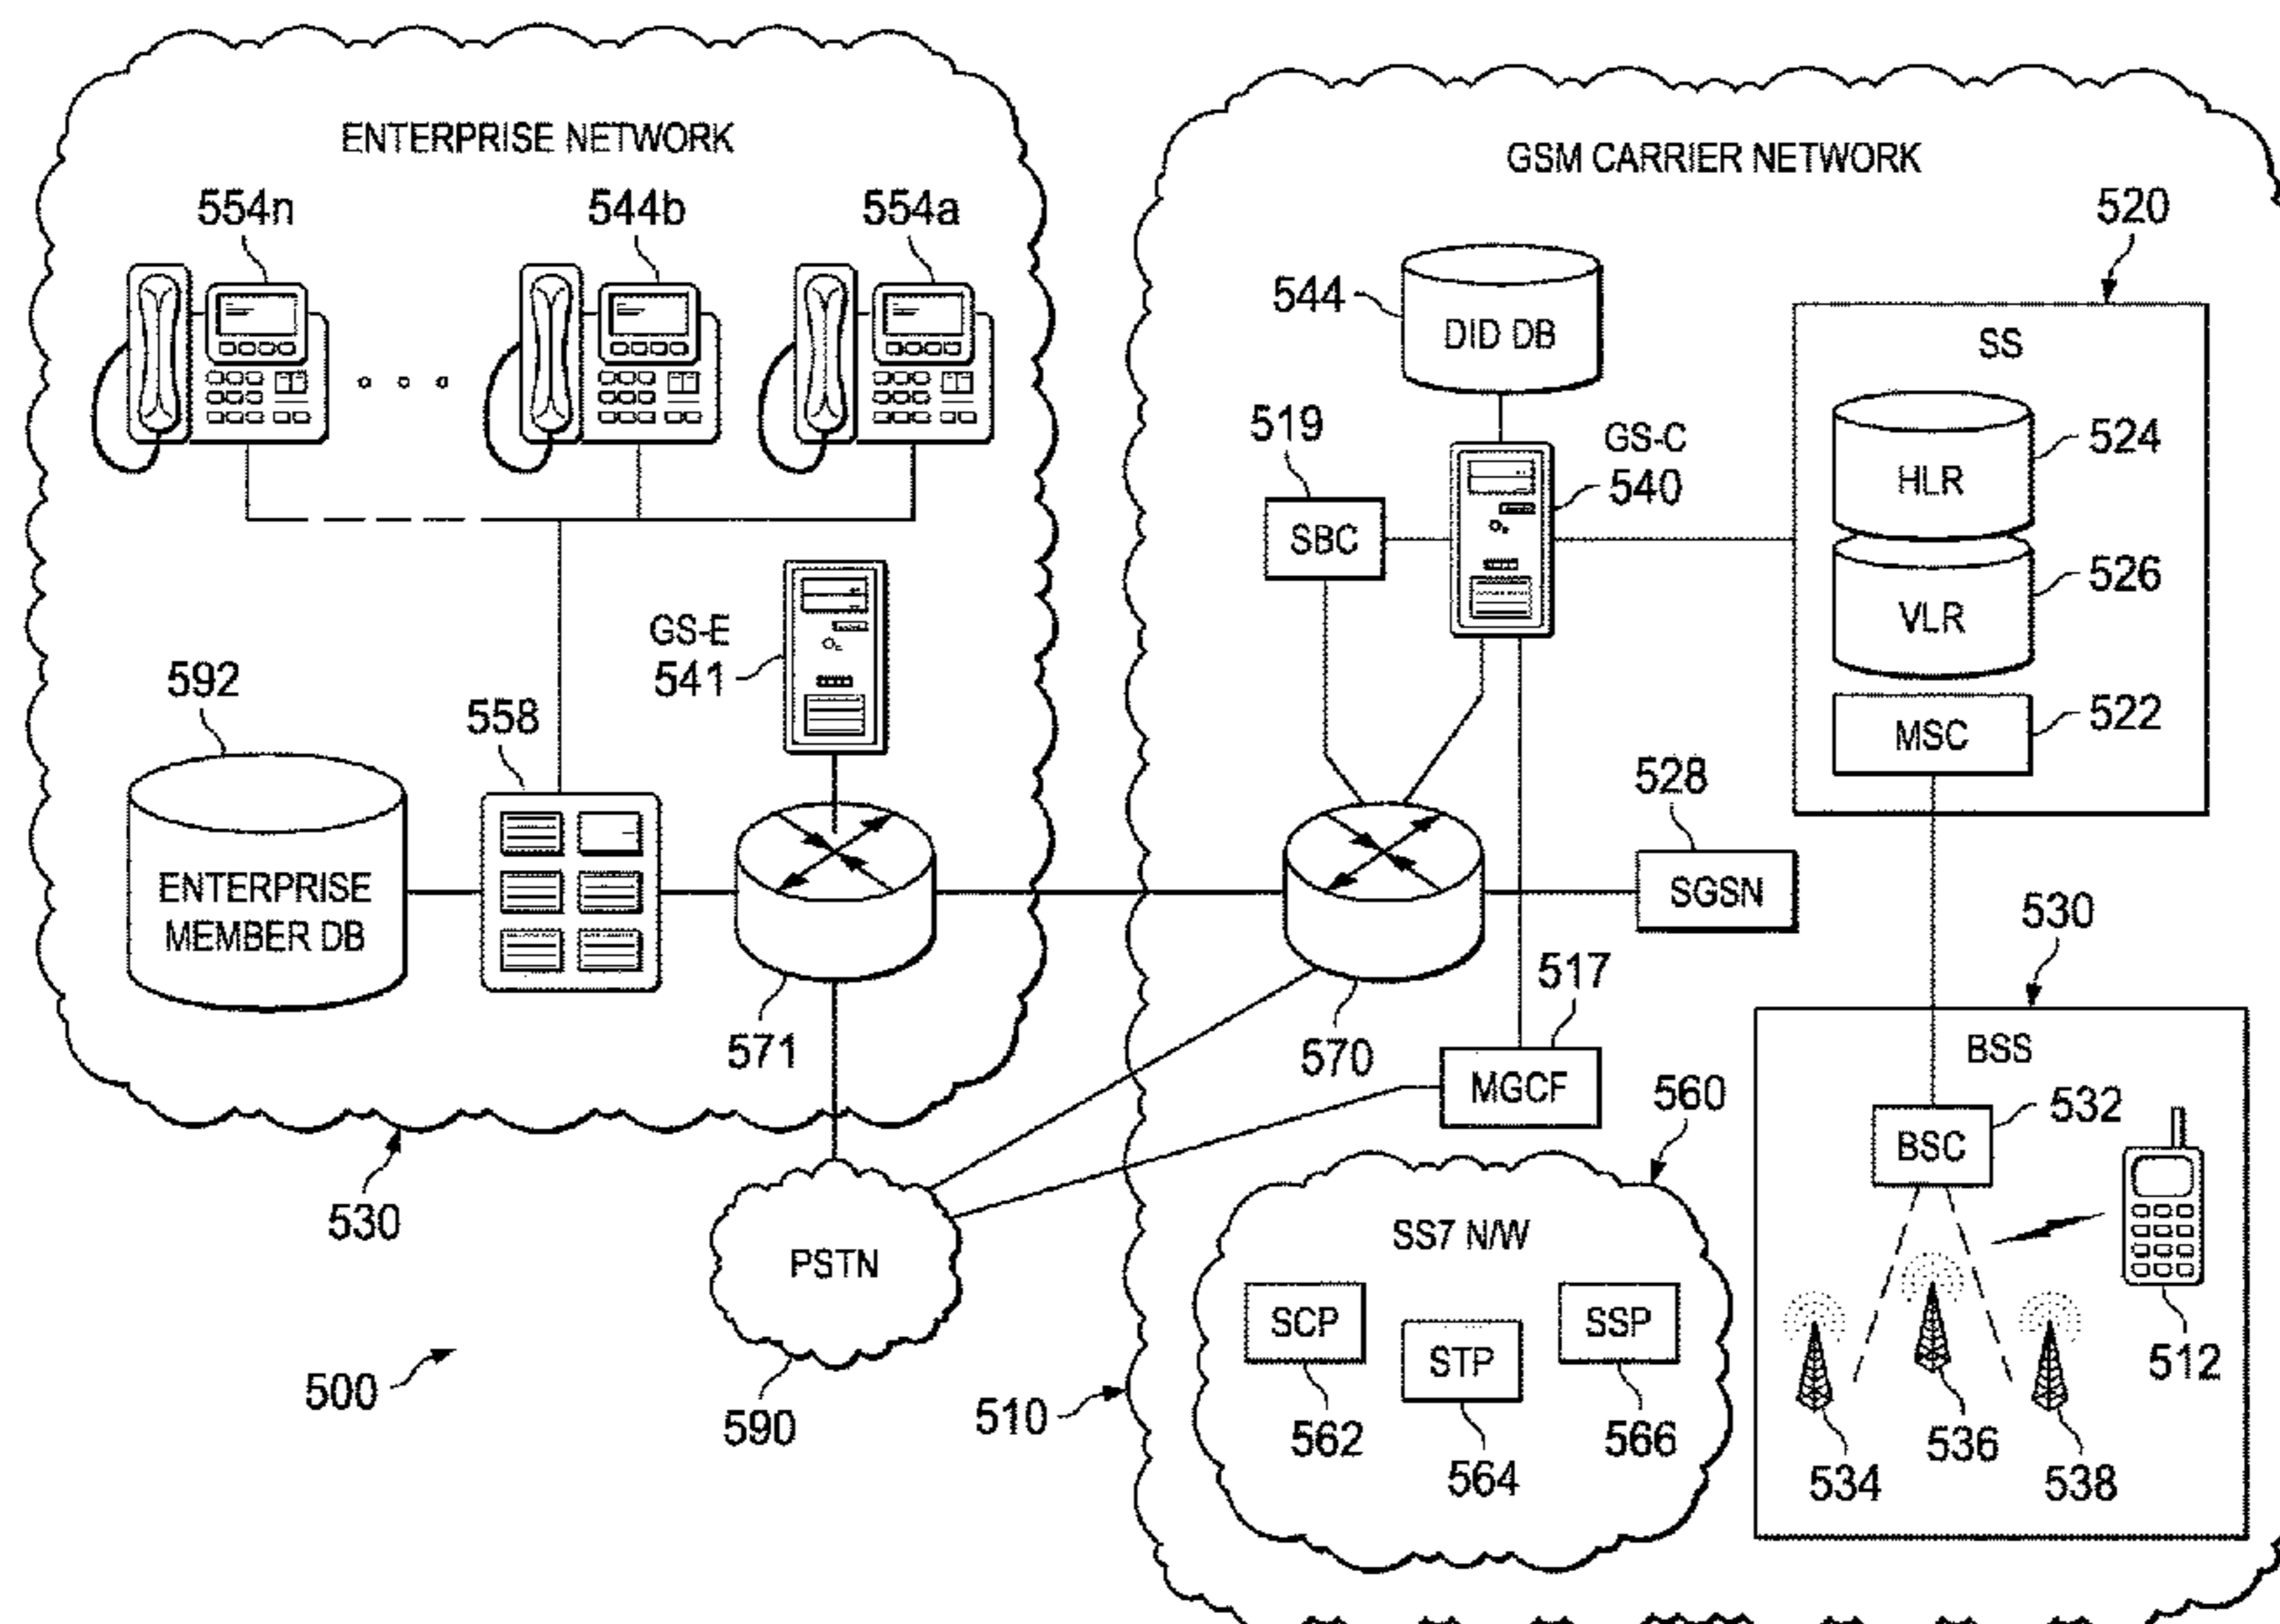 ENTERPRISE NETWORK
554n
544b
554a
GS-E
541
592
558
ENTERPRISE
MEMBER DB
571
530
PSTN
590
500
GSM CARRIER NETWORK
520
544
DID DB
SS
519
GS-C
540
SBC
HLR
524
VLR
526
MSC
522
528
SGSN
570
517
MGCF
530
BSS
532
BSC
512
534
536
538
560
SS7 N/W
SCP
STP
SSP
562
564
566
510